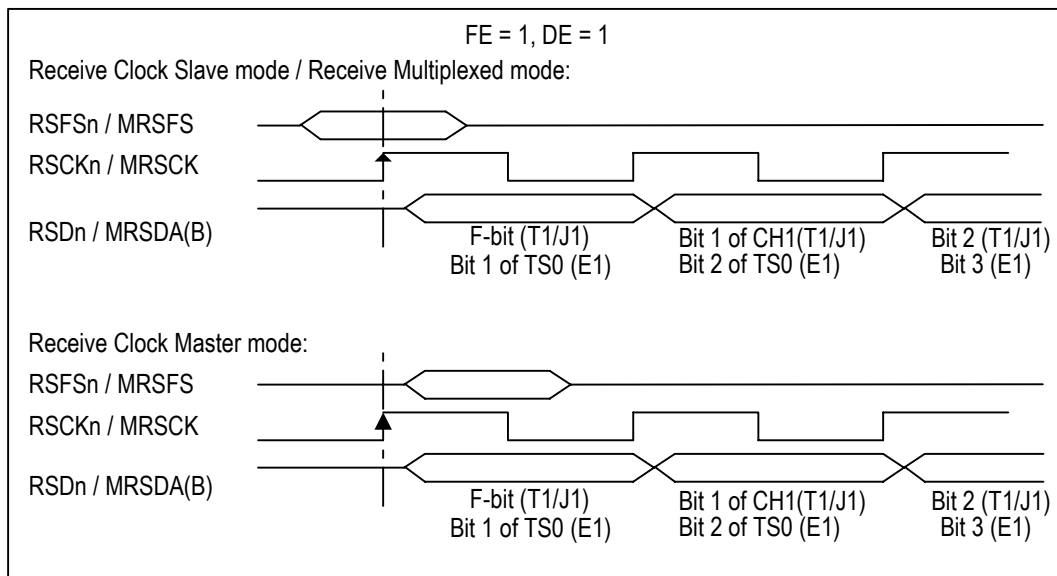 FE = 1, DE = 1
Receive Clock Slave mode / Receive Multiplexed mode:
RSFSn / MRSFS
RSCKn / MRSCK
RSDn / MRSDA(B)
F-bit (T1/J1)
Bit 1 of TS0 (E1)
Bit 1 of CH1(T1/J1)
Bit 2 of TS0 (E1)
Bit 2 (T1/J1)
Bit 3 (E1)
Receive Clock Master mode:
RSFSn / MRSFS
RSCKn / MRSCK
RSDn / MRSDA(B)
F-bit (T1/J1)
Bit 1 of TS0 (E1)
Bit 1 of CH1(T1/J1)
Bit 2 of TS0 (E1)
Bit 2 (T1/J1)
Bit 3 (E1)